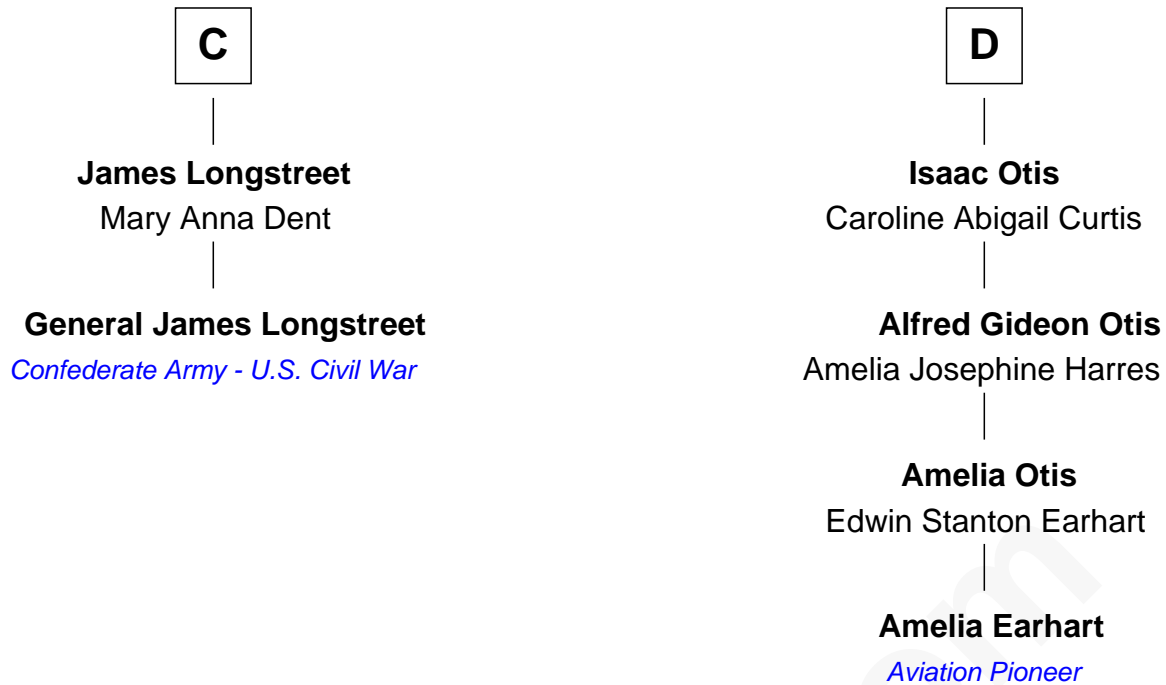 C
James Longstreet
Mary Anna Dent
General James Longstreet
Confederate Army - U.S. Civil War
D
Isaac Otis
Caroline Abigail Curtis
Alfred Gideon Otis
Amelia Josephine Harres
Amelia Otis
Edwin Stanton Earhart
Amelia Earhart
Aviation Pioneer